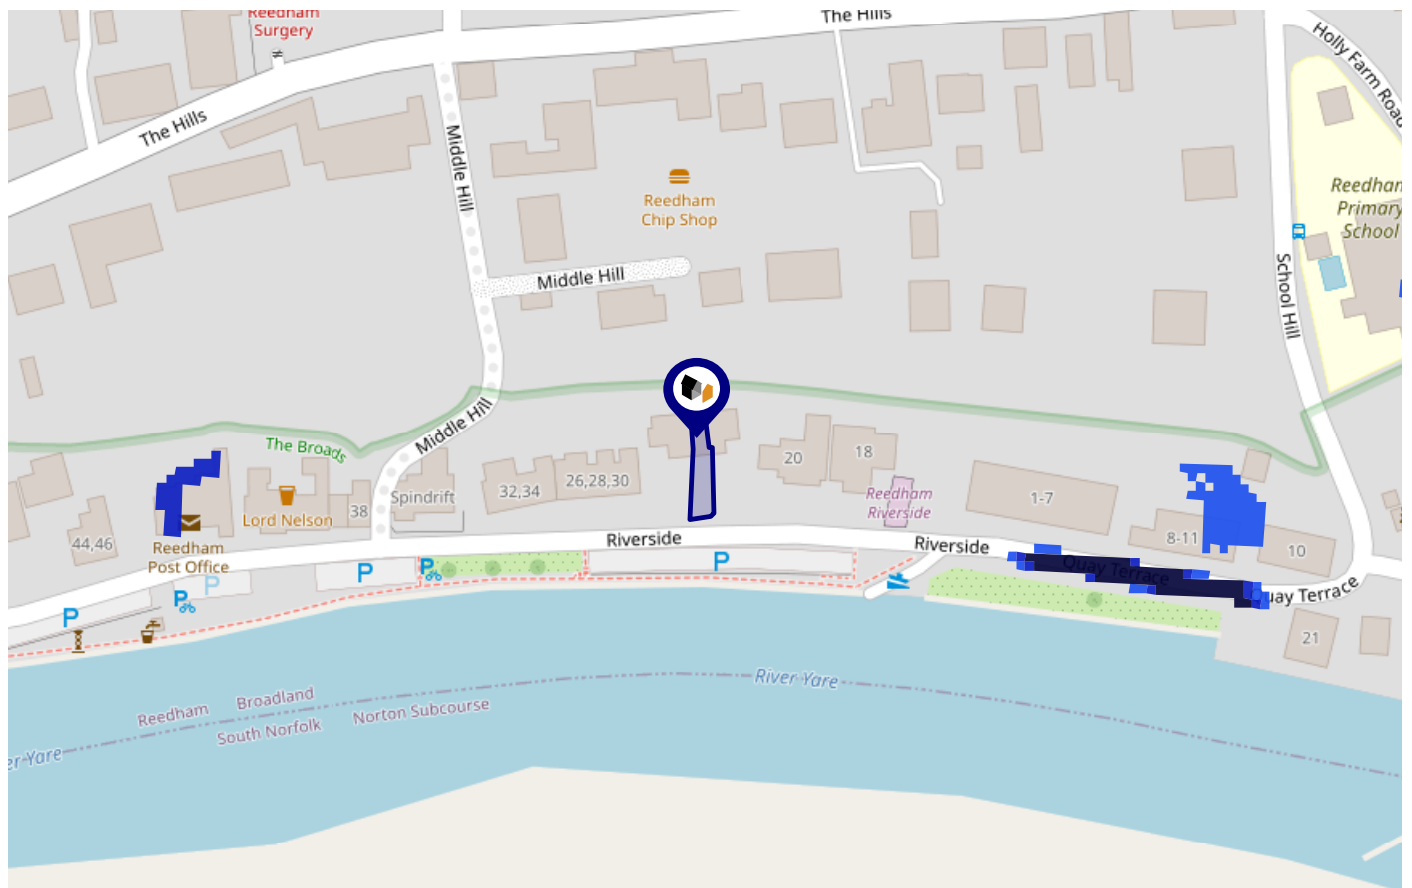 Reedham
Surgery
The Hills
Holly Farm Road
The Hills
Middle Hill
Reedham
Primary
School
Reedham
Chip Shop
Middle Hill
School Hill
Middle Hill
The Broads
20
18
32,34
26,28,30
Spindrift
Reedham
Riverside
1-7
38
Lord Nelson
44,46
Reedham
Post Office
8-11
10
Riverside
Riverside
P
P
P
P
P
P
Quay Terrace
Quay Terrace
21
River Yare
Reedham
Broadland
South Norfolk
Norton Subcourse
er Yare